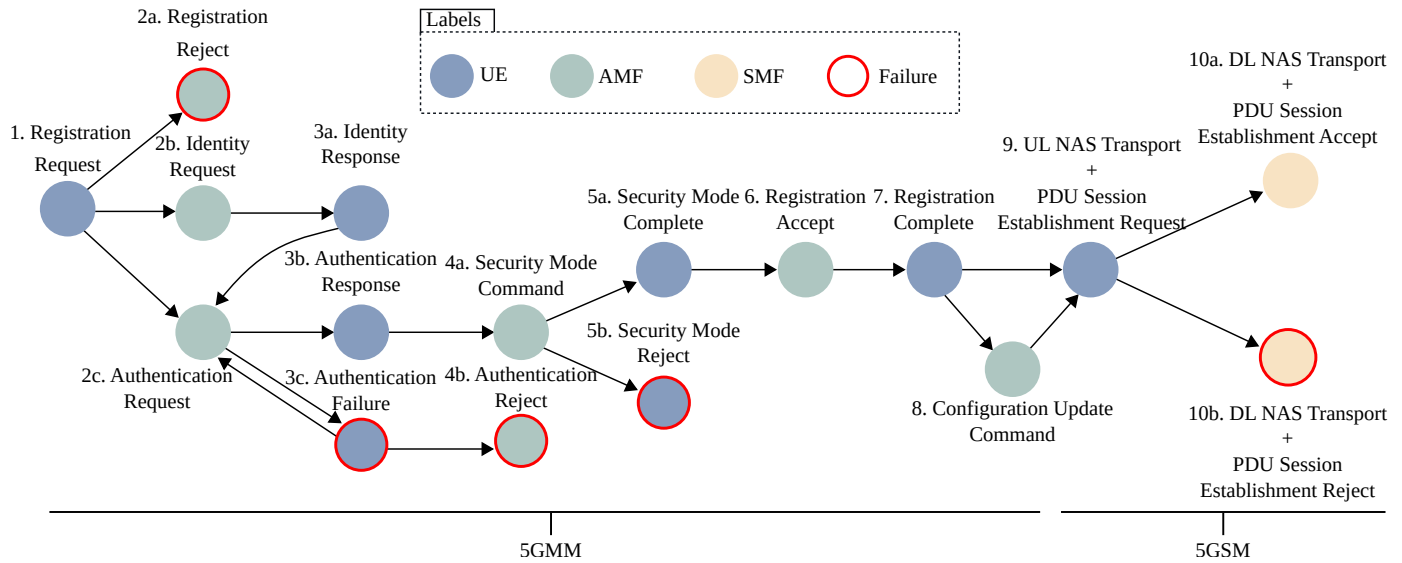 2a. Registration
Reject
Labels
UE
AMF
SMF
Failure
10a. DL NAS Transport
+
PDU Session
Establishment Accept
1. Registration
Request
2b. Identity
Request
3a. Identity
Response
9. UL NAS Transport
+
PDU Session
Establishment Request
5a. Security Mode
Complete
6. Registration
Accept
7. Registration
Complete
3b. Authentication
Response
4a. Security Mode
Command
5b. Security Mode
Reject
2c. Authentication
Request
3c. Authentication
Failure
4b. Authentication
Reject
8. Configuration Update
Command
10b. DL NAS Transport
+
PDU Session
Establishment Reject
5GMM
5GSM